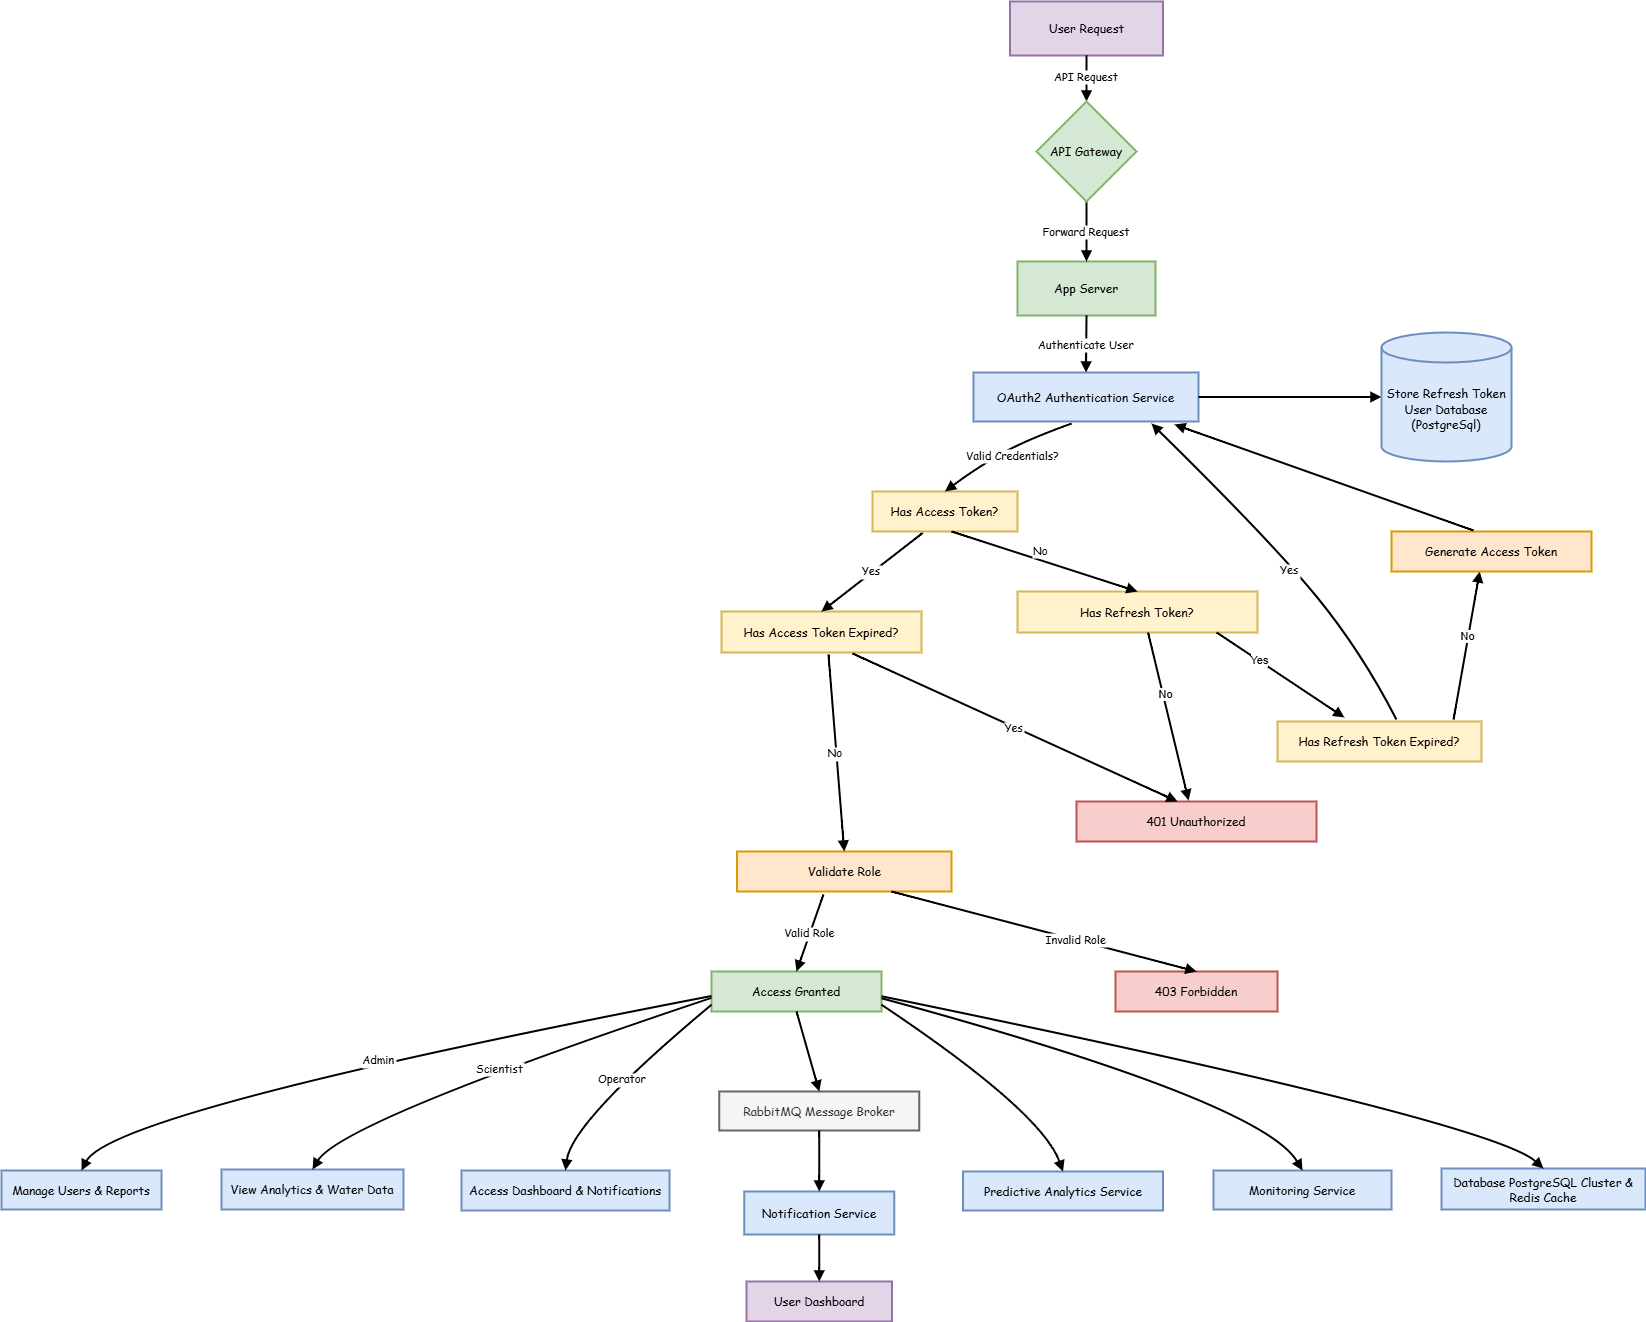 User Request
API Request
API Gateway
Forward Request
App Server
Authenticate User
OAuth2 Authentication Service
Store Refresh Token
User Database
(PostgreSql)
Valid Credentials?
Has Access Token?
Yes
No
Generate Access Token
Yes
Has Access Token Expired?
Has Refresh Token?
No
Yes
No
Yes
No
Has Refresh Token Expired?
401 Unauthorized
Validate Role
Valid Role
Invalid Role
Access Granted
403 Forbidden
Admin
Scientist
Operator
RabbitMQ Message Broker
Manage Users & Reports
View Analytics & Water Data
Access Dashboard & Notifications
Notification Service
Predictive Analytics Service
Monitoring Service
Database PostgreSQL Cluster &
Redis Cache
User Dashboard